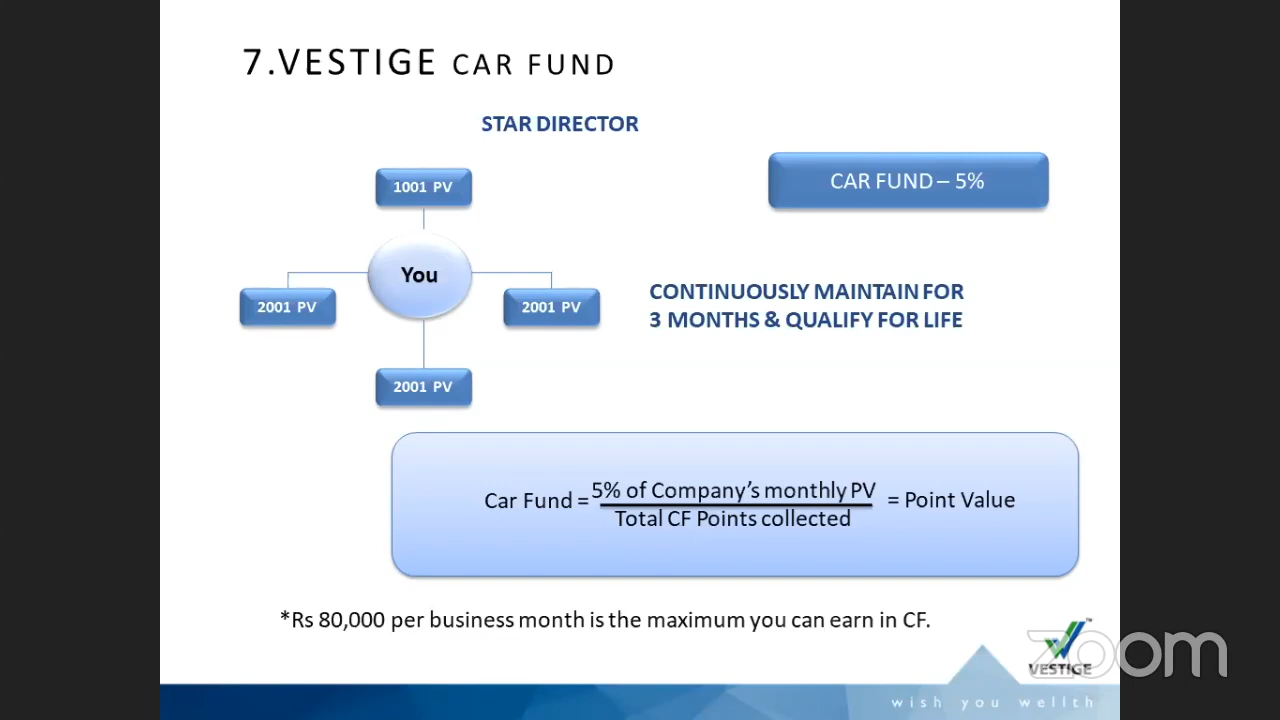 7.VESTIGE CAR FUND
STAR DIRECTOR
1001 PV
CAR FUND – 5%
You
2001 PV
2001 PV
CONTINUOUSLY MAINTAIN FOR
3 MONTHS & QUALIFY FOR LIFE
2001 PV
Car Fund = 5% of Company's monthly PV = Point Value
Total CF Points collected
*Rs 80,000 per business month is the maximum you can earn in CF.
zoom
VESTIGE
TM
wish you wellth